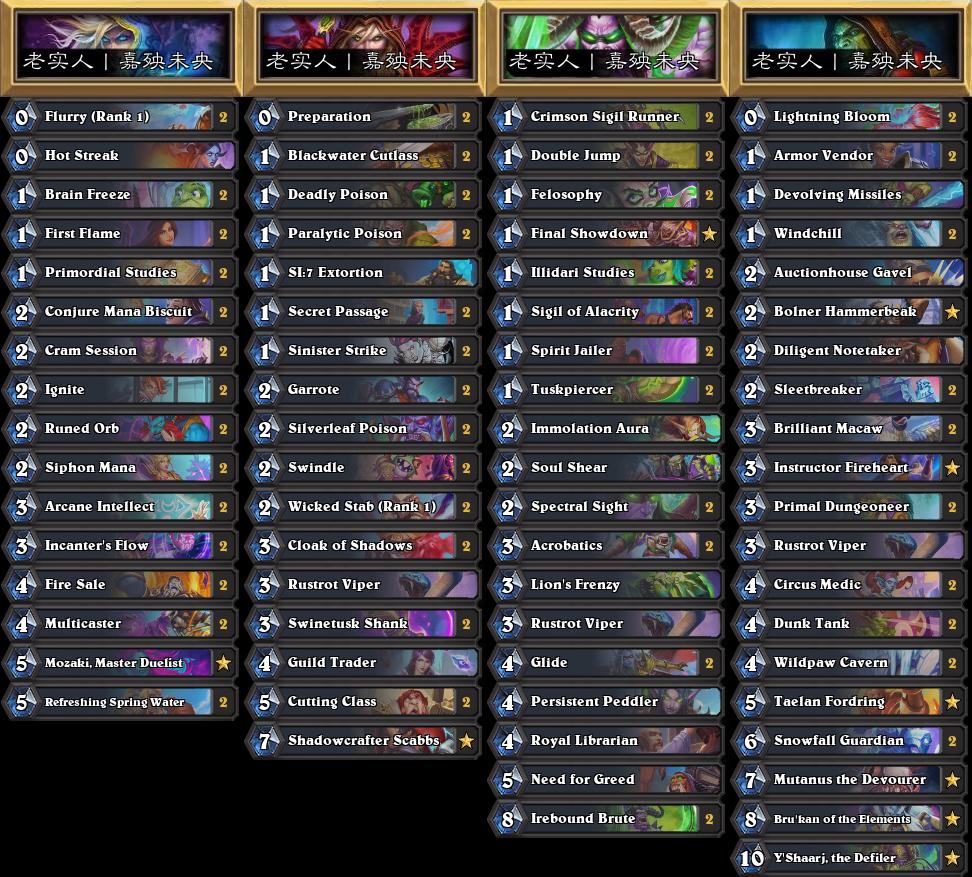 老实人 | 嘉殃未央
0 Flurry (Rank 1) 2
0 Hot Streak
1 Brain Freeze 2
1 First Flame 2
1 Primordial Studies 2
2 Conjure Mana Biscuit 2
2 Cram Session 2
2 Ignite 2
2 Runed Orb 2
2 Siphon Mana 2
3 Arcane Intellect 2
3 Incanter's Flow 2
4 Fire Sale 2
4 Multicaster 2
5 Mozaki, Master Duelist
5 Refreshing Spring Water 2
老实人 | 嘉殃未央
0 Preparation 2
1 Blackwater Cutlass 2
1 Deadly Poison 2
1 Paralytic Poison 2
1 SI:7 Extortion
1 Secret Passage 2
1 Sinister Strike 2
2 Garrote 2
2 Silverleaf Poison 2
2 Swindle 2
2 Wicked Stab (Rank 1) 2
3 Cloak of Shadows 2
3 Rustrot Viper
3 Swinetusk Shank 2
4 Guild Trader
5 Cutting Class 2
7 Shadowcrafter Scabbs
老实人 | 嘉殃未央
1 Crimson Sigil Runner 2
1 Double Jump 2
1 Felosophy 2
1 Final Showdown
1 Illidari Studies 2
1 Sigil of Alacrity 2
1 Spirit Jailer 2
1 Tuskpiercer 2
2 Immolation Aura
2 Soul Shear
2 Spectral Sight 2
3 Acrobatics 2
3 Lion's Frenzy
3 Rustrot Viper
4 Glide 2
4 Persistent Peddler
4 Royal Librarian
5 Need for Greed
8 Irebound Brute 2
老实人 | 嘉殃未央
0 Lightning Bloom 2
1 Armor Vendor 2
1 Devolving Missiles
1 Windchill 2
2 Auctionhouse Gavel
2 Bolner Hammerbeak
2 Diligent Notetaker
2 Sleetbreaker 2
3 Brilliant Macaw 2
3 Instructor Fireheart
3 Primal Dungeoneer 2
3 Rustrot Viper
4 Circus Medic 2
4 Dunk Tank 2
4 Wildpaw Cavern 2
5 Taelan Fordring
6 Snowfall Guardian 2
7 Mutanus the Devourer
8 Bru'kan of the Elements
10 Y'Shaarj, the Defiler